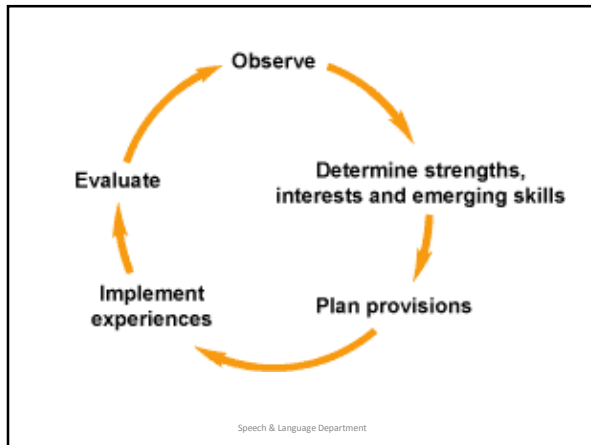 Observe
Determine strengths,
interests and emerging skills
Plan provisions
Implement
experiences
Evaluate
Speech & Language Department